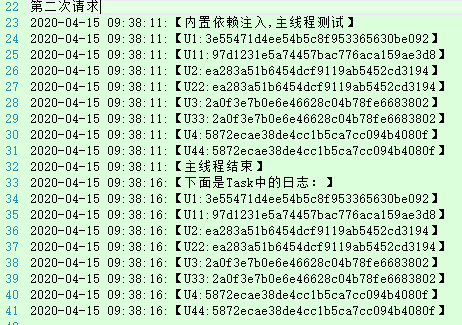 22 第二次请求
23 2020-04-15 09:38:11:【内置依赖注入,主线程测试】
24 2020-04-15 09:38:11:【U1:3e55471d4ee54b5c8f953365630be092】
25 2020-04-15 09:38:11:【U11:97d1231e5a74457bac776aca159ae3d8】
26 2020-04-15 09:38:11:【U2:ea283a51b6454dcf9119ab5452cd3194】
27 2020-04-15 09:38:11:【U22:ea283a51b6454dcf9119ab5452cd3194】
28 2020-04-15 09:38:11:【U3:2a0f3e7b0e6e46628c04b78fe6683802】
29 2020-04-15 09:38:11:【U33:2a0f3e7b0e6e46628c04b78fe6683802】
30 2020-04-15 09:38:11:【U4:5872ecae38de4cc1b5ca7cc094b4080f】
31 2020-04-15 09:38:11:【U44:5872ecae38de4cc1b5ca7cc094b4080f】
32 2020-04-15 09:38:11:【主线程结束】
33 2020-04-15 09:38:16:【下面是Task中的日志：】
34 2020-04-15 09:38:16:【U1:3e55471d4ee54b5c8f953365630be092】
35 2020-04-15 09:38:16:【U11:97d1231e5a74457bac776aca159ae3d8】
36 2020-04-15 09:38:16:【U2:ea283a51b6454dcf9119ab5452cd3194】
37 2020-04-15 09:38:16:【U22:ea283a51b6454dcf9119ab5452cd3194】
38 2020-04-15 09:38:16:【U3:2a0f3e7b0e6e46628c04b78fe6683802】
39 2020-04-15 09:38:16:【U33:2a0f3e7b0e6e46628c04b78fe6683802】
40 2020-04-15 09:38:16:【U4:5872ecae38de4cc1b5ca7cc094b4080f】
41 2020-04-15 09:38:16:【U44:5872ecae38de4cc1b5ca7cc094b4080f】